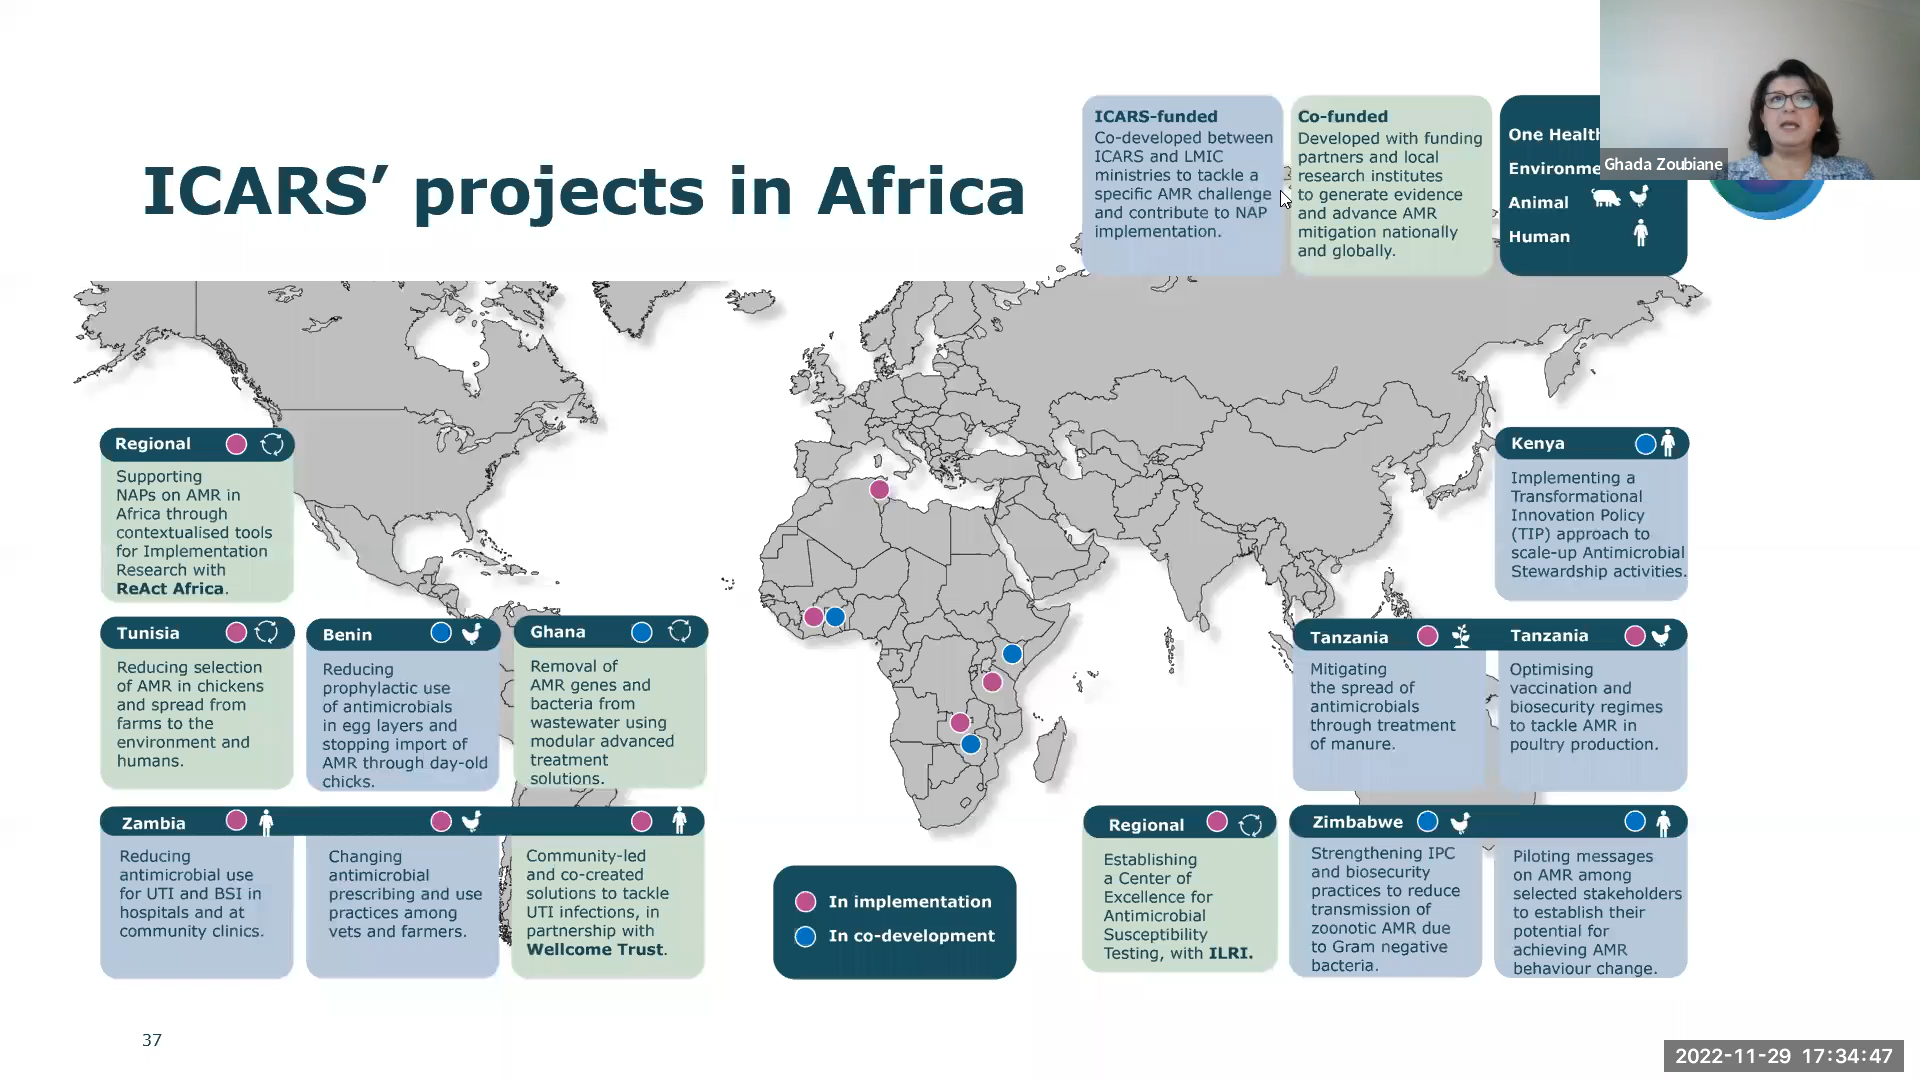 ICARS’ projects in Africa
ICARS-funded
Co-developed between
ICARS and LMIC
ministries to tackle a
specific AMR challenge
and contribute to NAP
implementation.
Co-funded
Developed with funding
partners and local
research institutes
to generate evidence
and advance AMR
mitigation nationally
and globally.
One Health
Environme
Animal
Human
Ghada Zoubiane
Regional
Supporting
NAPs on AMR in
Africa through
contextualised tools
for Implementation
Research with
ReAct Africa.
Kenya
Implementing a
Transformational
Innovation Policy
(TIP) approach to
scale-up Antimicrobial
Stewardship activities.
Tunisia
Reducing selection
of AMR in chickens
and spread from
farms to the
environment and
humans.
Benin
Reducing
prophylactic use
of antimicrobials
in egg layers and
stopping import of
AMR through day-old
chicks.
Ghana
Removal of
AMR genes and
bacteria from
wastewater using
modular advanced
treatment
solutions.
Tanzania
Mitigating
the spread of
antimicrobials
through treatment
of manure.
Tanzania
Optimising
vaccination and
biosecurity regimes
to tackle AMR in
poultry production.
Zambia
Reducing
antimicrobial use
for UTI and BSI in
hospitals and at
community clinics.
Changing
antimicrobial
prescribing and use
practices among
vets and farmers.
Community-led
and co-created
solutions to tackle
UTI infections, in
partnership with
Wellcome Trust.
In implementation
In co-development
Regional
Establishing
a Center of
Excellence for
Antimicrobial
Susceptibility
Testing, with ILRI.
Zimbabwe
Strengthening IPC
and biosecurity
practices to reduce
transmission of
zoonotic AMR due
to Gram negative
bacteria.
Piloting messages
on AMR among
selected stakeholders
to establish their
potential for
achieving AMR
behaviour change.
37
2022-11-29 17:34:47